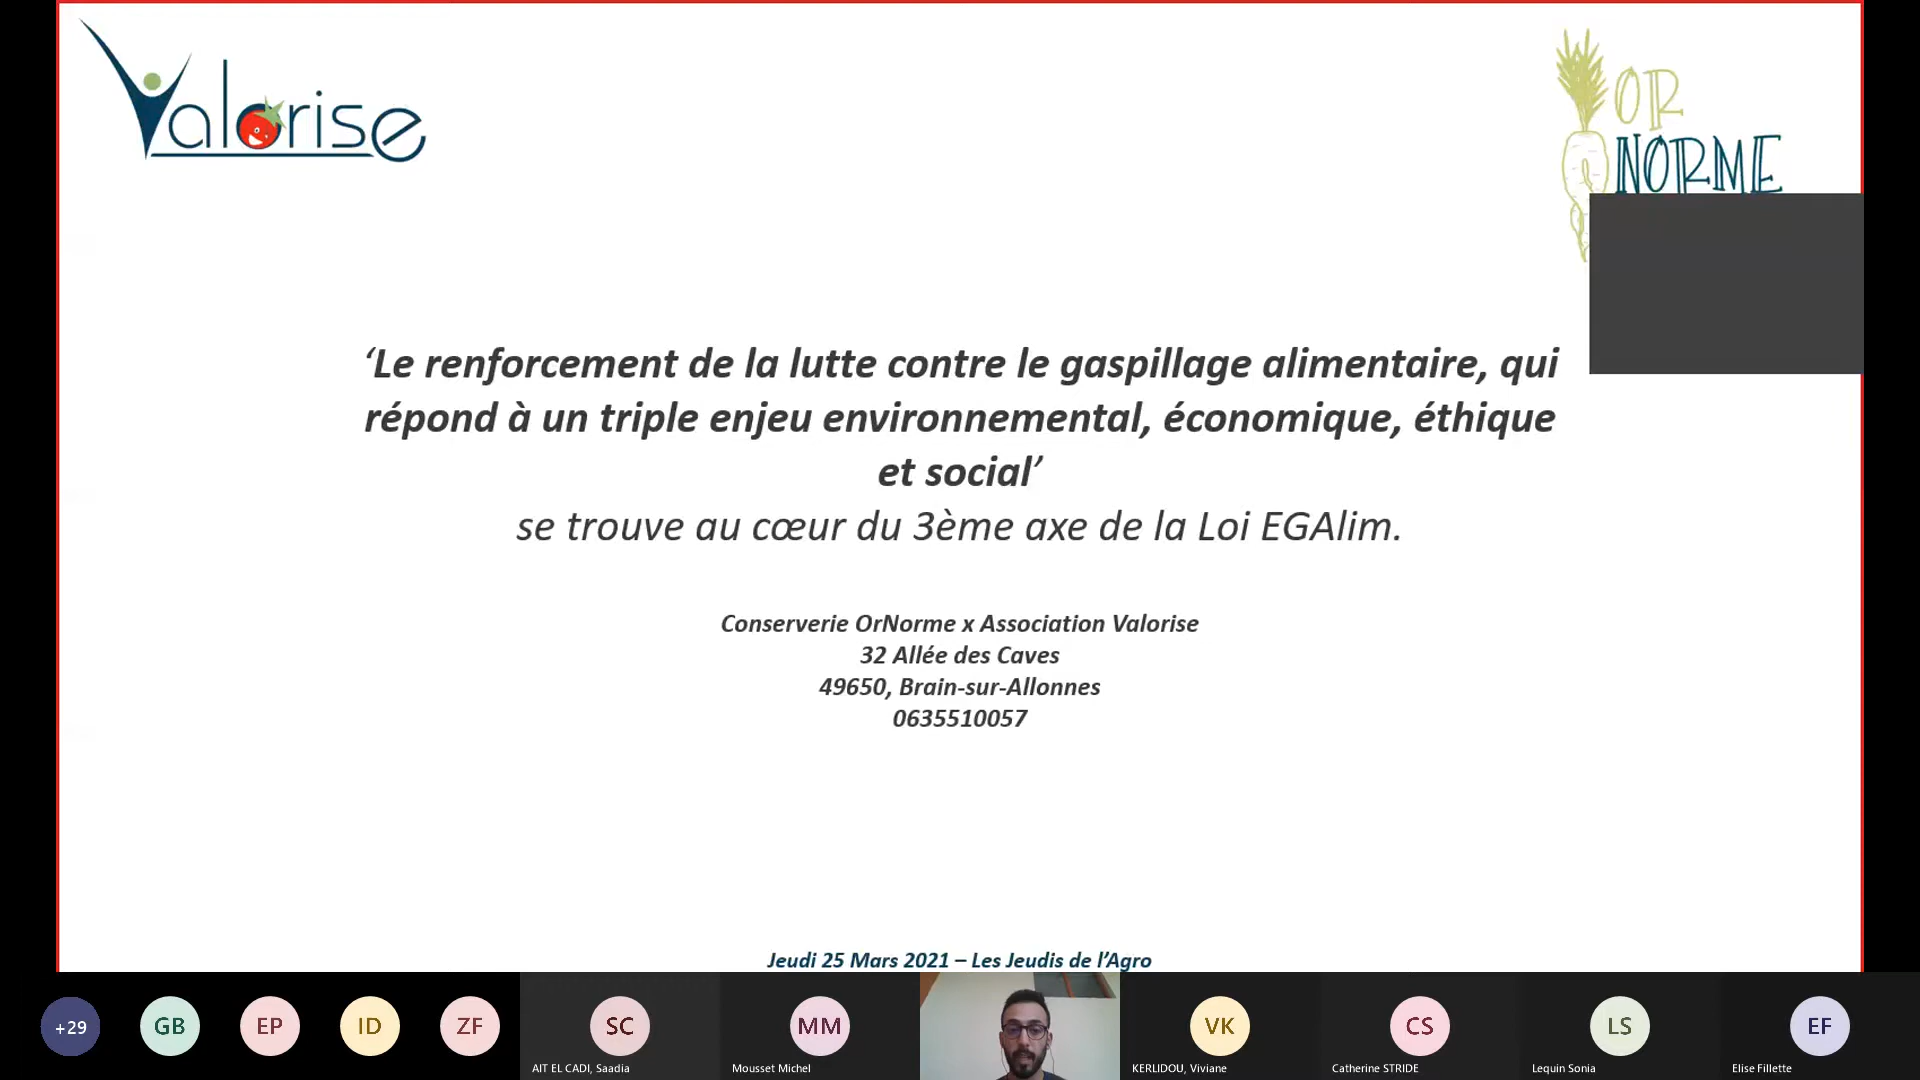 Valorise
OR
NORME
‘Le renforcement de la lutte contre le gaspillage alimentaire, qui
répond à un triple enjeu environnemental, économique, éthique
et social’
se trouve au cœur du 3ème axe de la Loi EGAlim.
Conserverie OrNorme x Association Valorise
32 Allée des Caves
49650, Brain-sur-Allonnes
0635510057
Jeudi 25 Mars 2021 – Les Jeudis de l’Agro
+29
GB
EP
ID
ZF
SC
MM
VK
CS
LS
EF
AIT EL CADI, Saadia
Mousset Michel
KERLIDOU, Viviane
Catherine STRIDE
Lequin Sonia
Elise Fillette